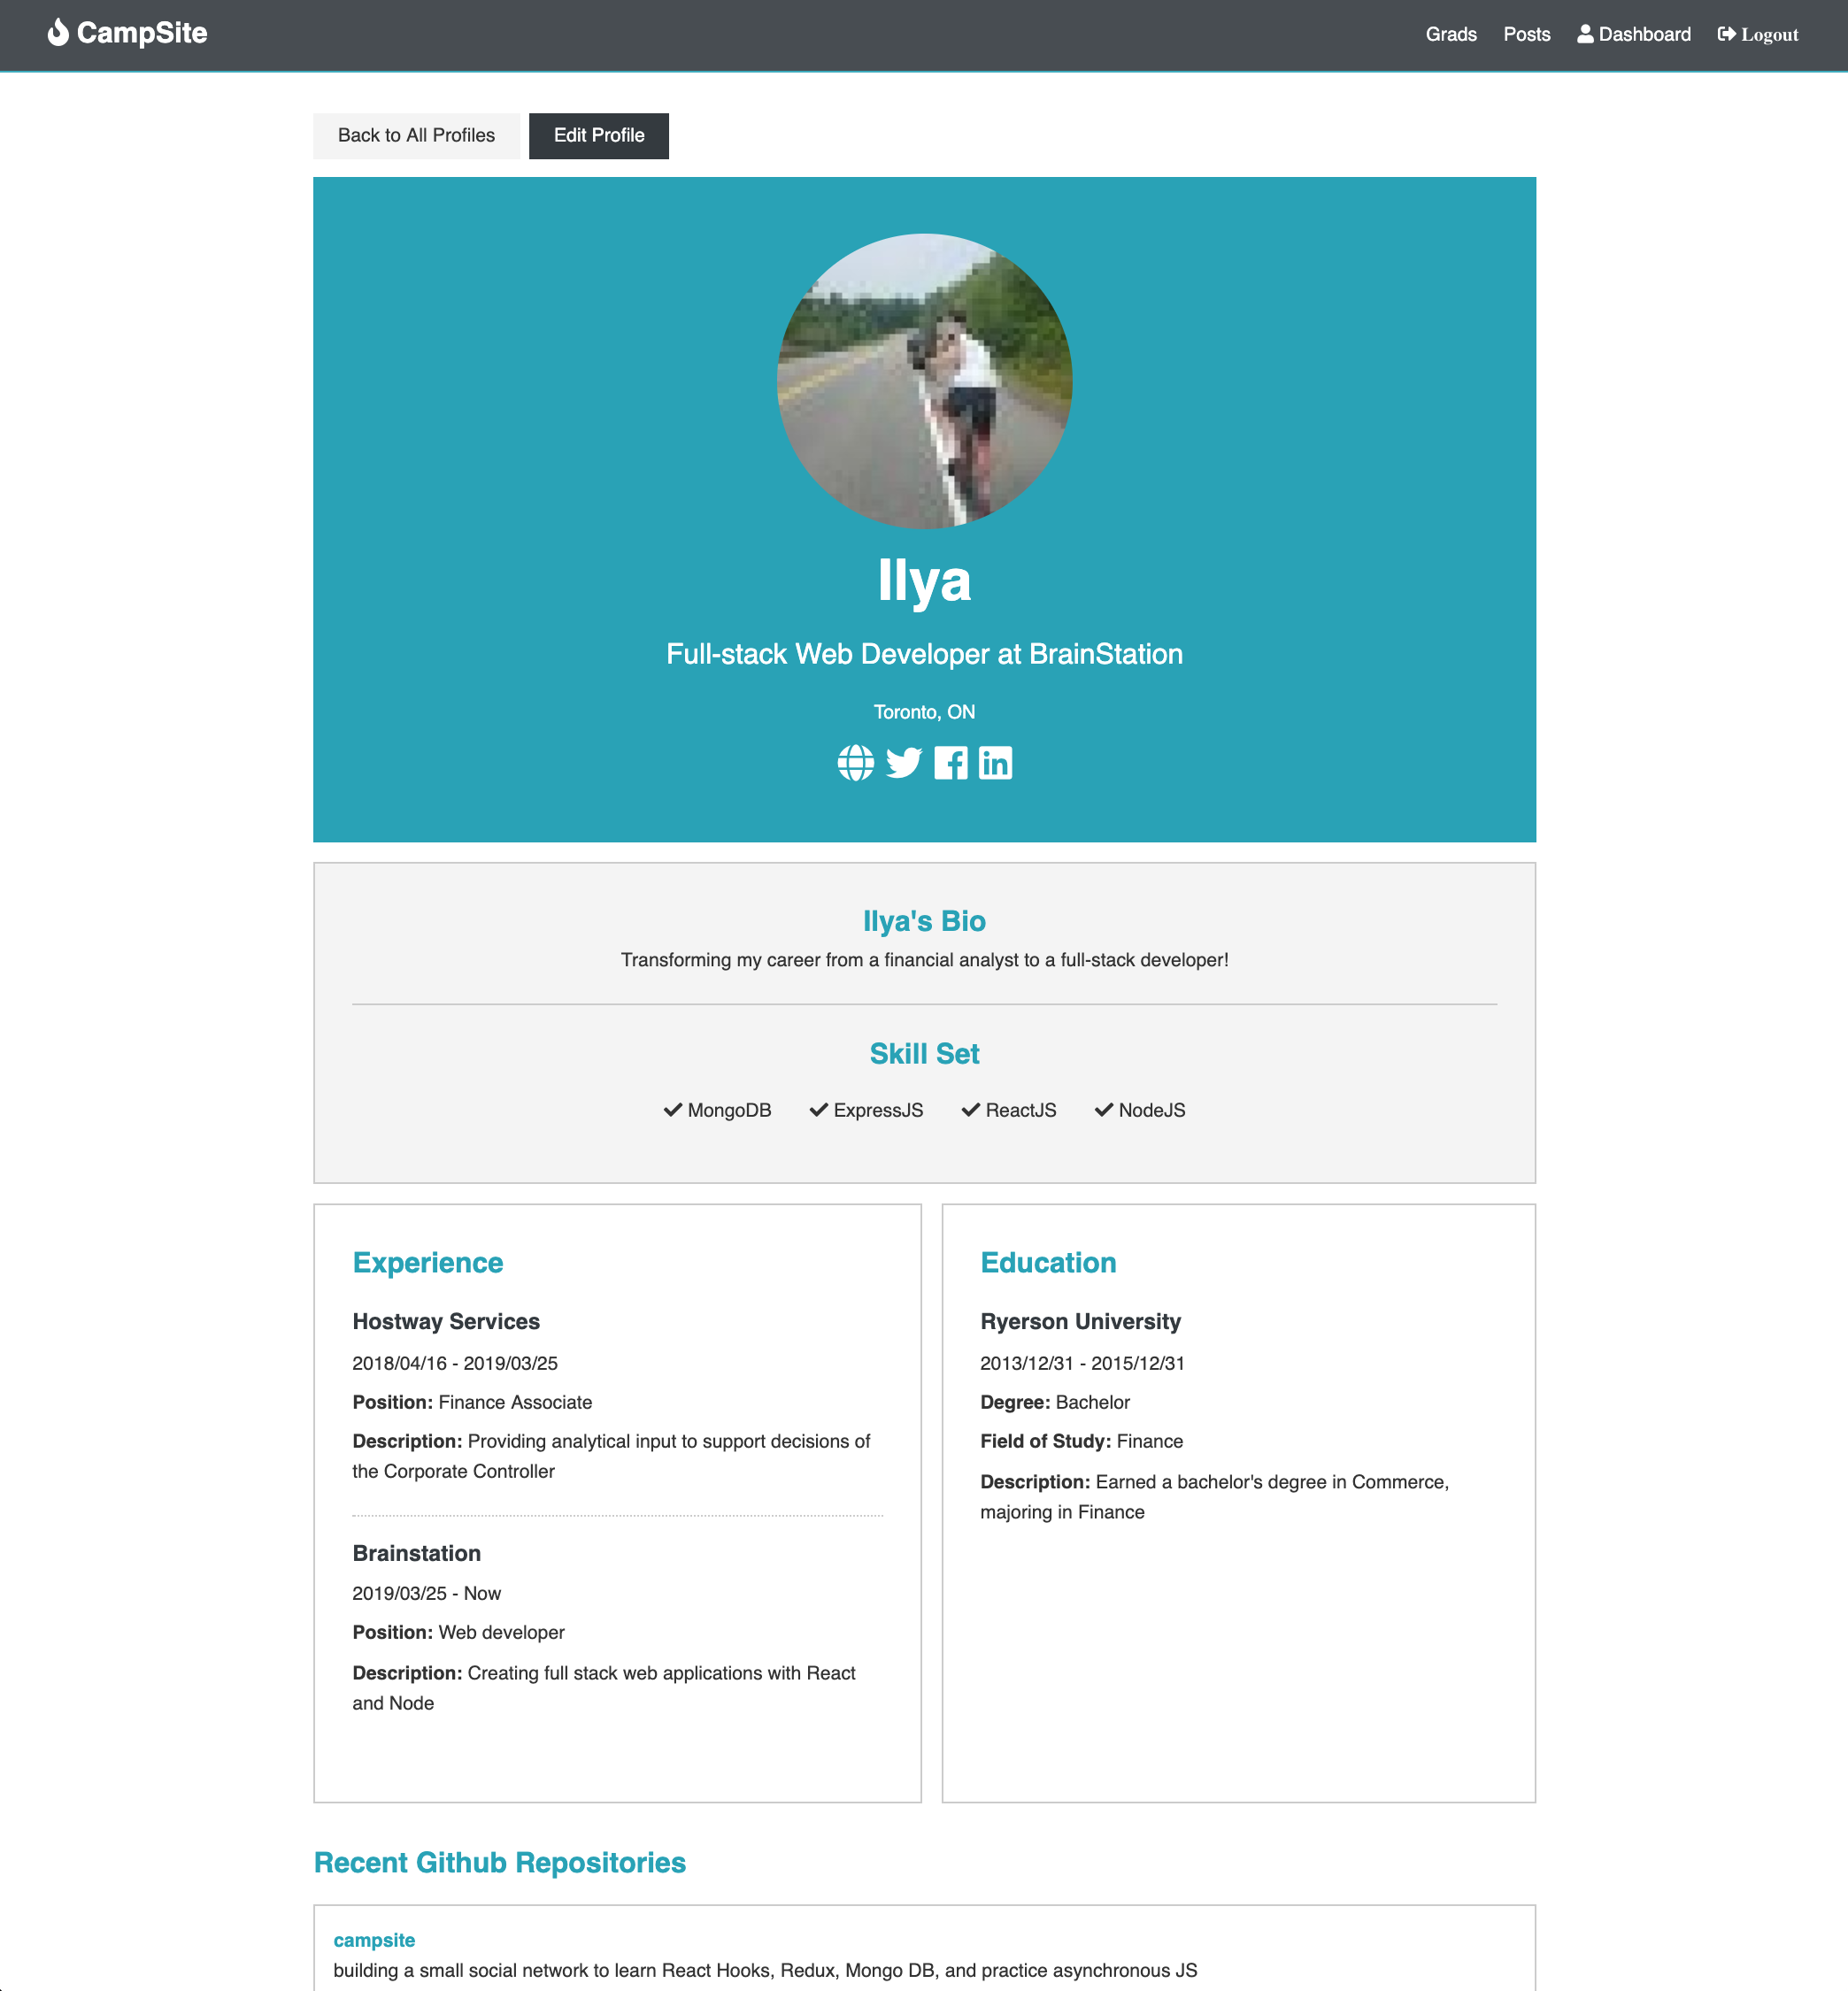 CampSite
Grads Posts Dashboard Logout
Back to All Profiles Edit Profile
Ilya
Full-stack Web Developer at BrainStation
Toronto, ON
Ilya's Bio
Transforming my career from a financial analyst to a full-stack developer!
Skill Set
MongoDB ExpressJS ReactJS NodeJS
Experience
Hostway Services
2018/04/16 - 2019/03/25
Position: Finance Associate
Description: Providing analytical input to support decisions of
the Corporate Controller
Brainstation
2019/03/25 - Now
Position: Web developer
Description: Creating full stack web applications with React
and Node
Education
Ryerson University
2013/12/31 - 2015/12/31
Degree: Bachelor
Field of Study: Finance
Description: Earned a bachelor's degree in Commerce,
majoring in Finance
Recent Github Repositories
campsite
building a small social network to learn React Hooks, Redux, Mongo DB, and practice asynchronous JS